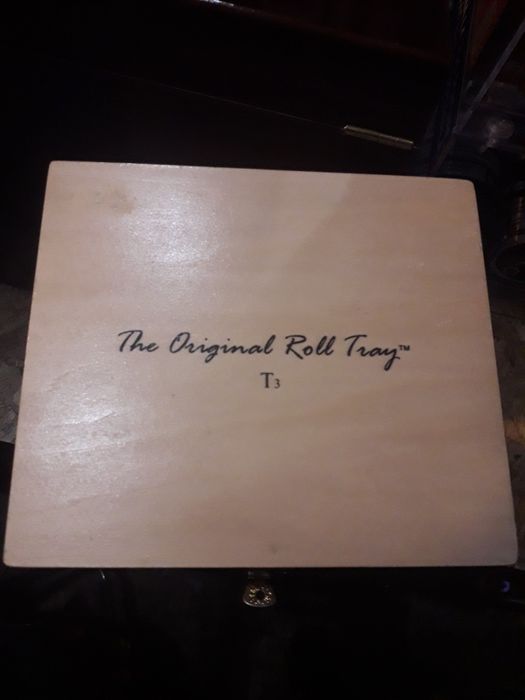 The Original Roll Tray™
T3